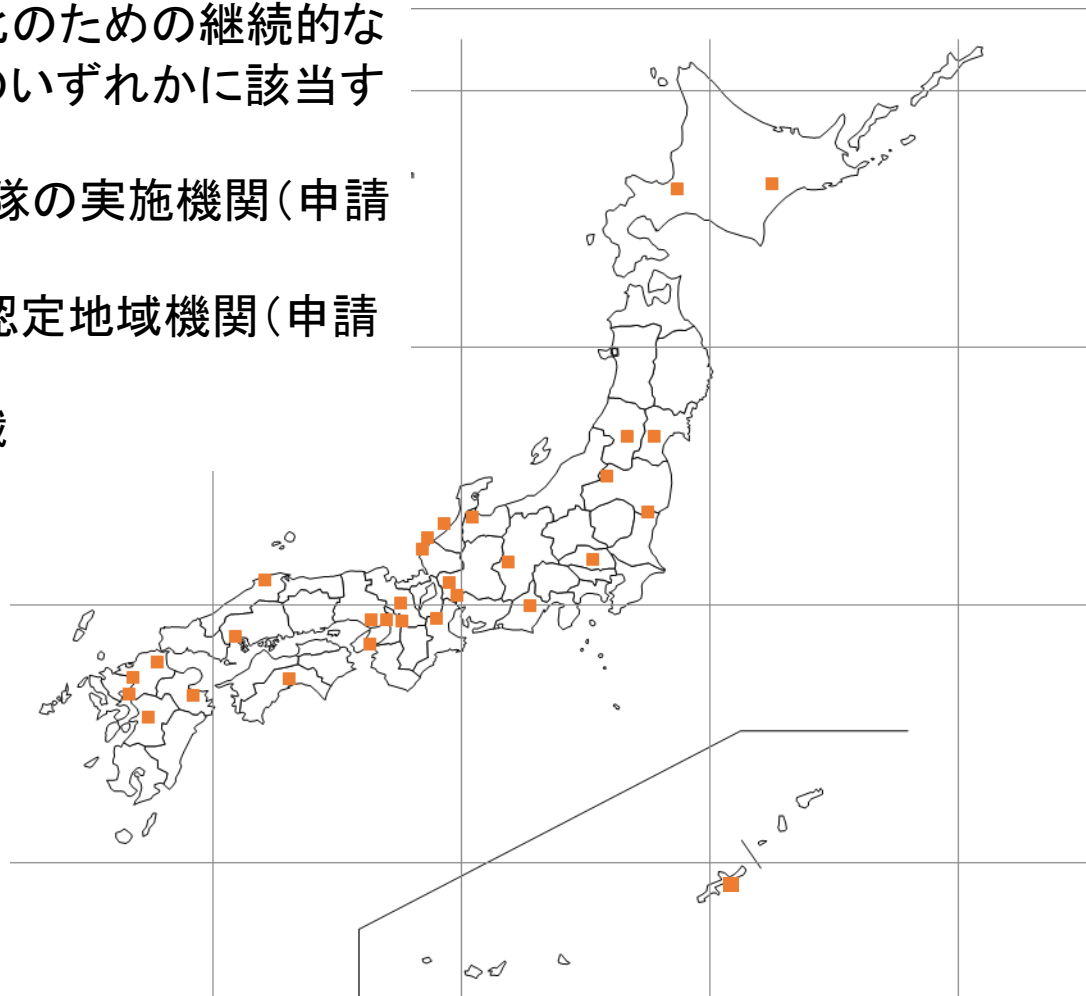 のための継続的な
のいずれかに該当す
隊の実施機関（申請
認定地域機関（申請